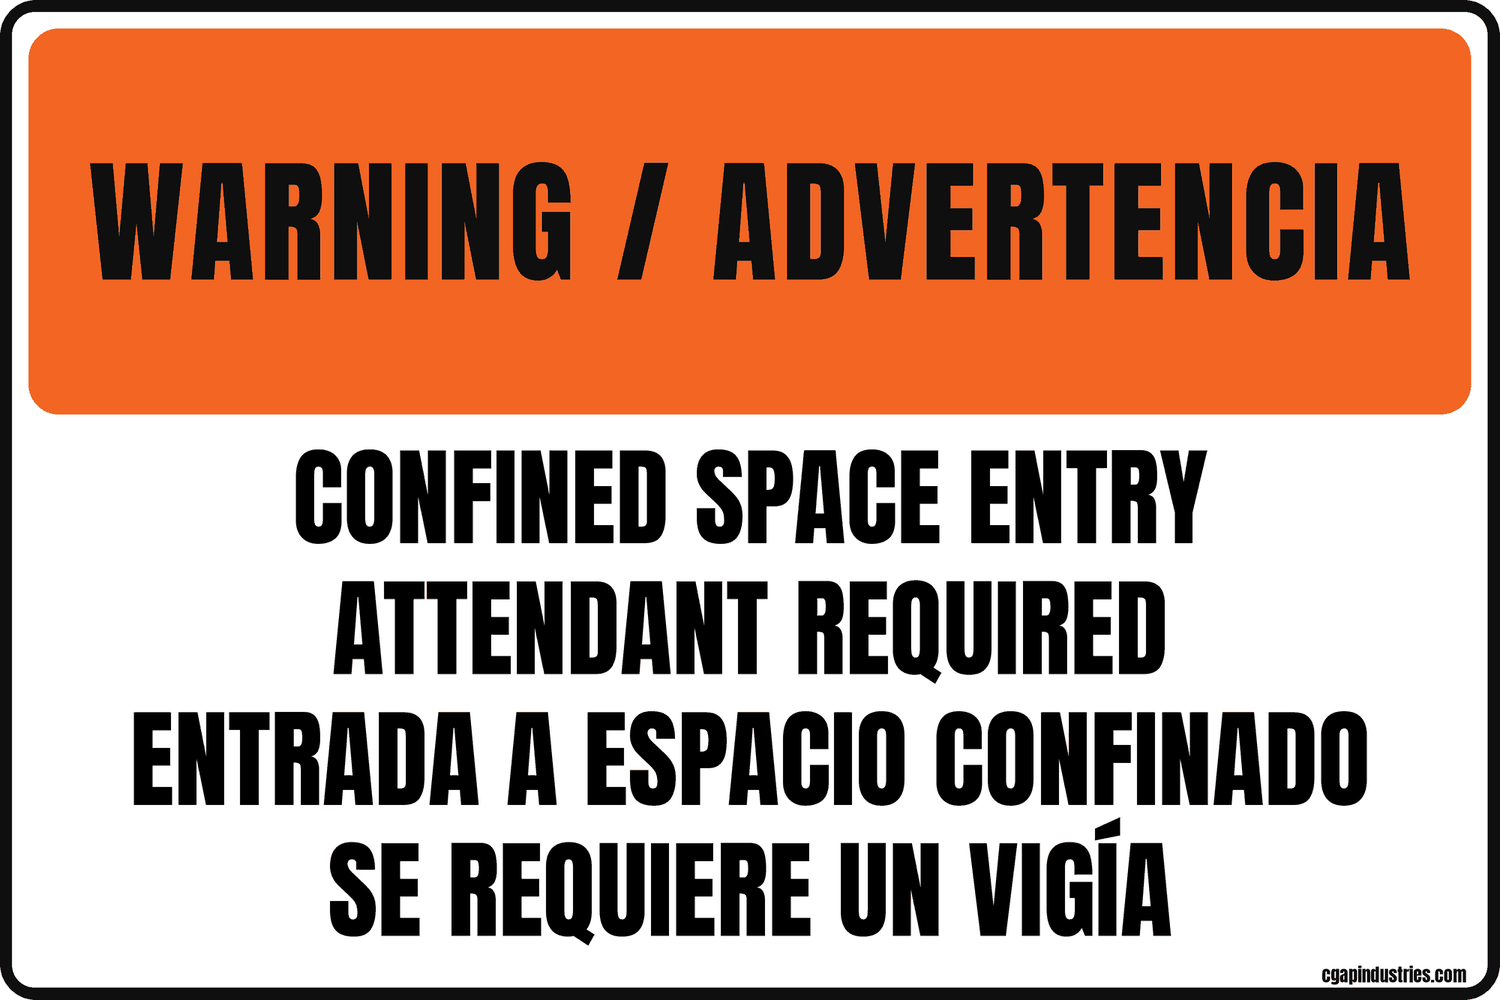 WARNING / ADVERTENCIA
CONFINED SPACE ENTRY
ATTENDANT REQUIRED
ENTRADA A ESPACIO CONFINADO
SE REQUIERE UN VIGÍA
cgapindustries.com